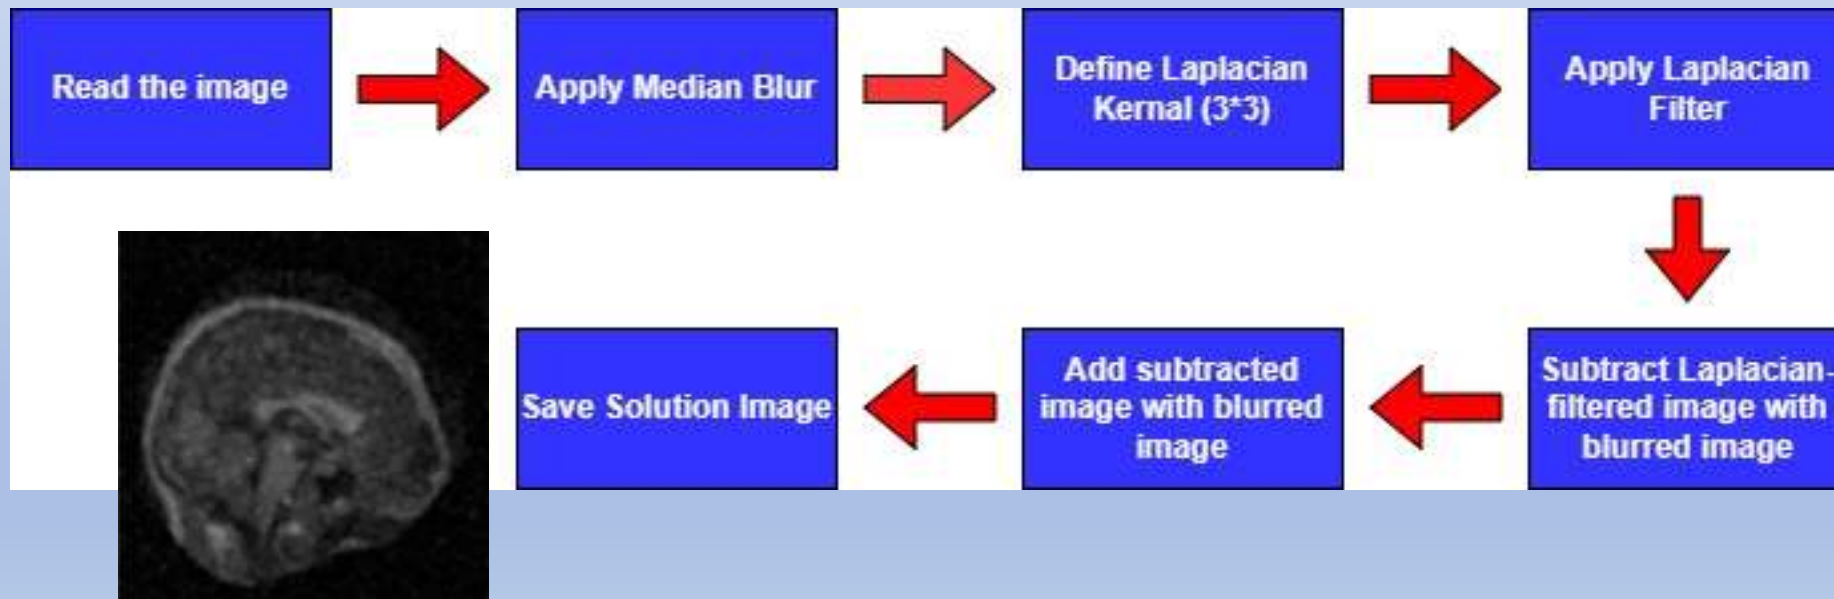 Read the image
Apply Median Blur
Define Laplacian
Kernal (3*3)
Apply Laplacian
Filter
Subtract Laplacian-
filtered image with
blurred image
Add subtracted
image with blurred
image
Save Solution Image